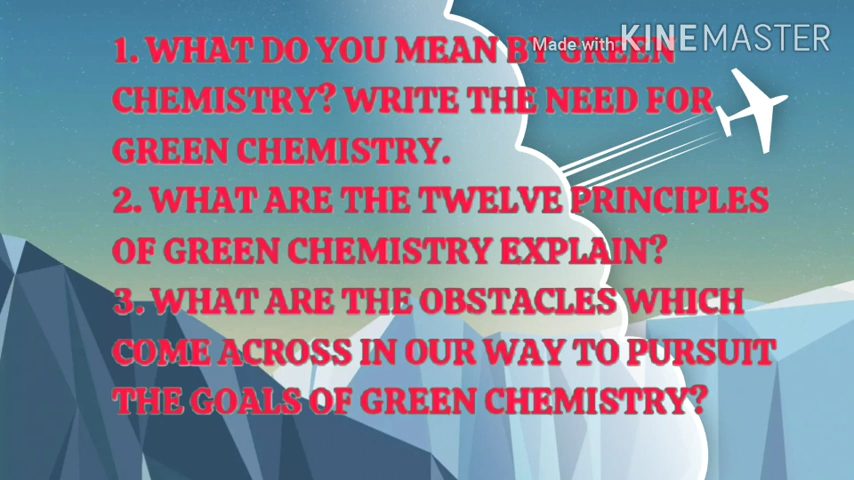 Made with KINEMASTER
1. WHAT DO YOU MEAN BY GREEN
CHEMISTRY? WRITE THE NEED FOR
GREEN CHEMISTRY.
2. WHAT ARE THE TWELVE PRINCIPLES
OF GREEN CHEMISTRY EXPLAIN?
3. WHAT ARE THE OBSTACLES WHICH
COME ACROSS IN OUR WAY TO PURSUIT
THE GOALS OF GREEN CHEMISTRY?